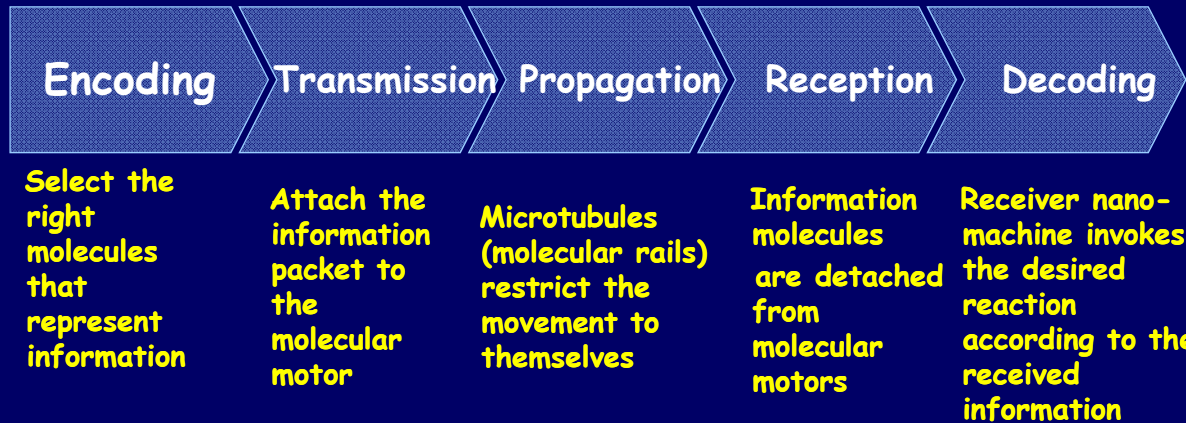 Encoding
Transmission
Propagation
Reception
Decoding
Select the
right
molecules
that
represent
information
Attach the
information
packet to
the
molecular
motor
Microtubules
(molecular rails)
restrict the
movement to
themselves
Information
molecules
are detached
from
molecular
motors
Receiver nano-
machine invokes
the desired
reaction
according to the
received
information